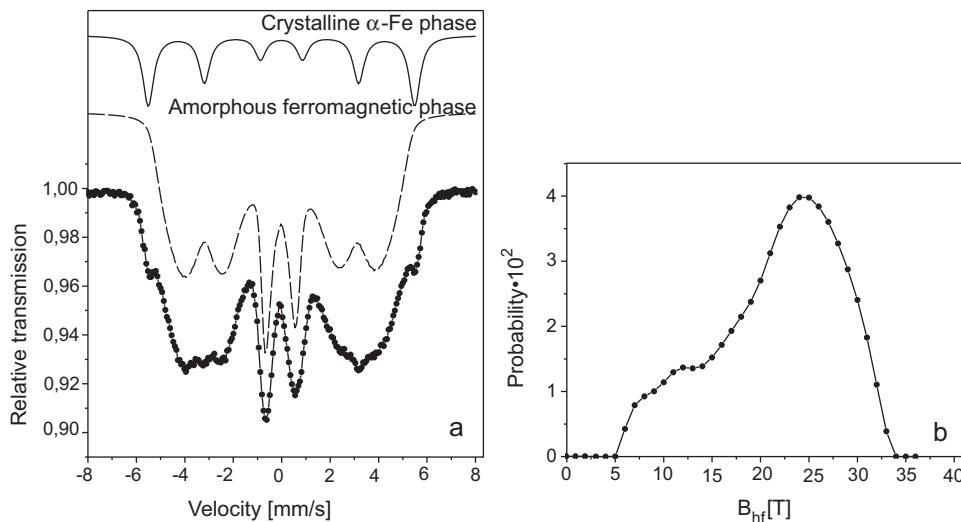 Crystalline α-Fe phase
Amorphous ferromagnetic phase
1,00
0,98
0,96
0,94
0,92
0,90
Relative transmission
a
-8 -6 -4 -2 0 2 4 6 8
Velocity [mm/s]
4
3
2
1
0
Probability•10²
b
0 5 10 15 20 25 30 35 40
B_hf [T]